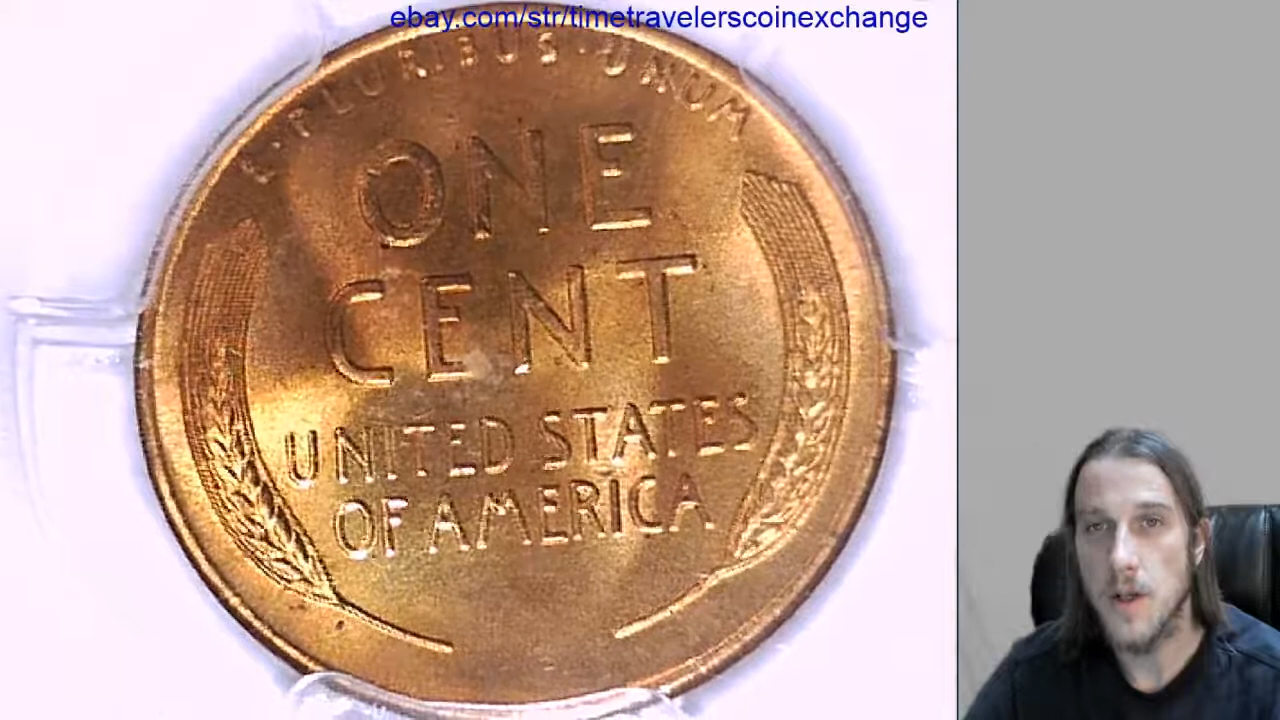 ebay.com/str/timetravelerscoinexchange
E·PLURIBUS·UNUM
ONE
CENT
UNITED STATES
OF AMERICA